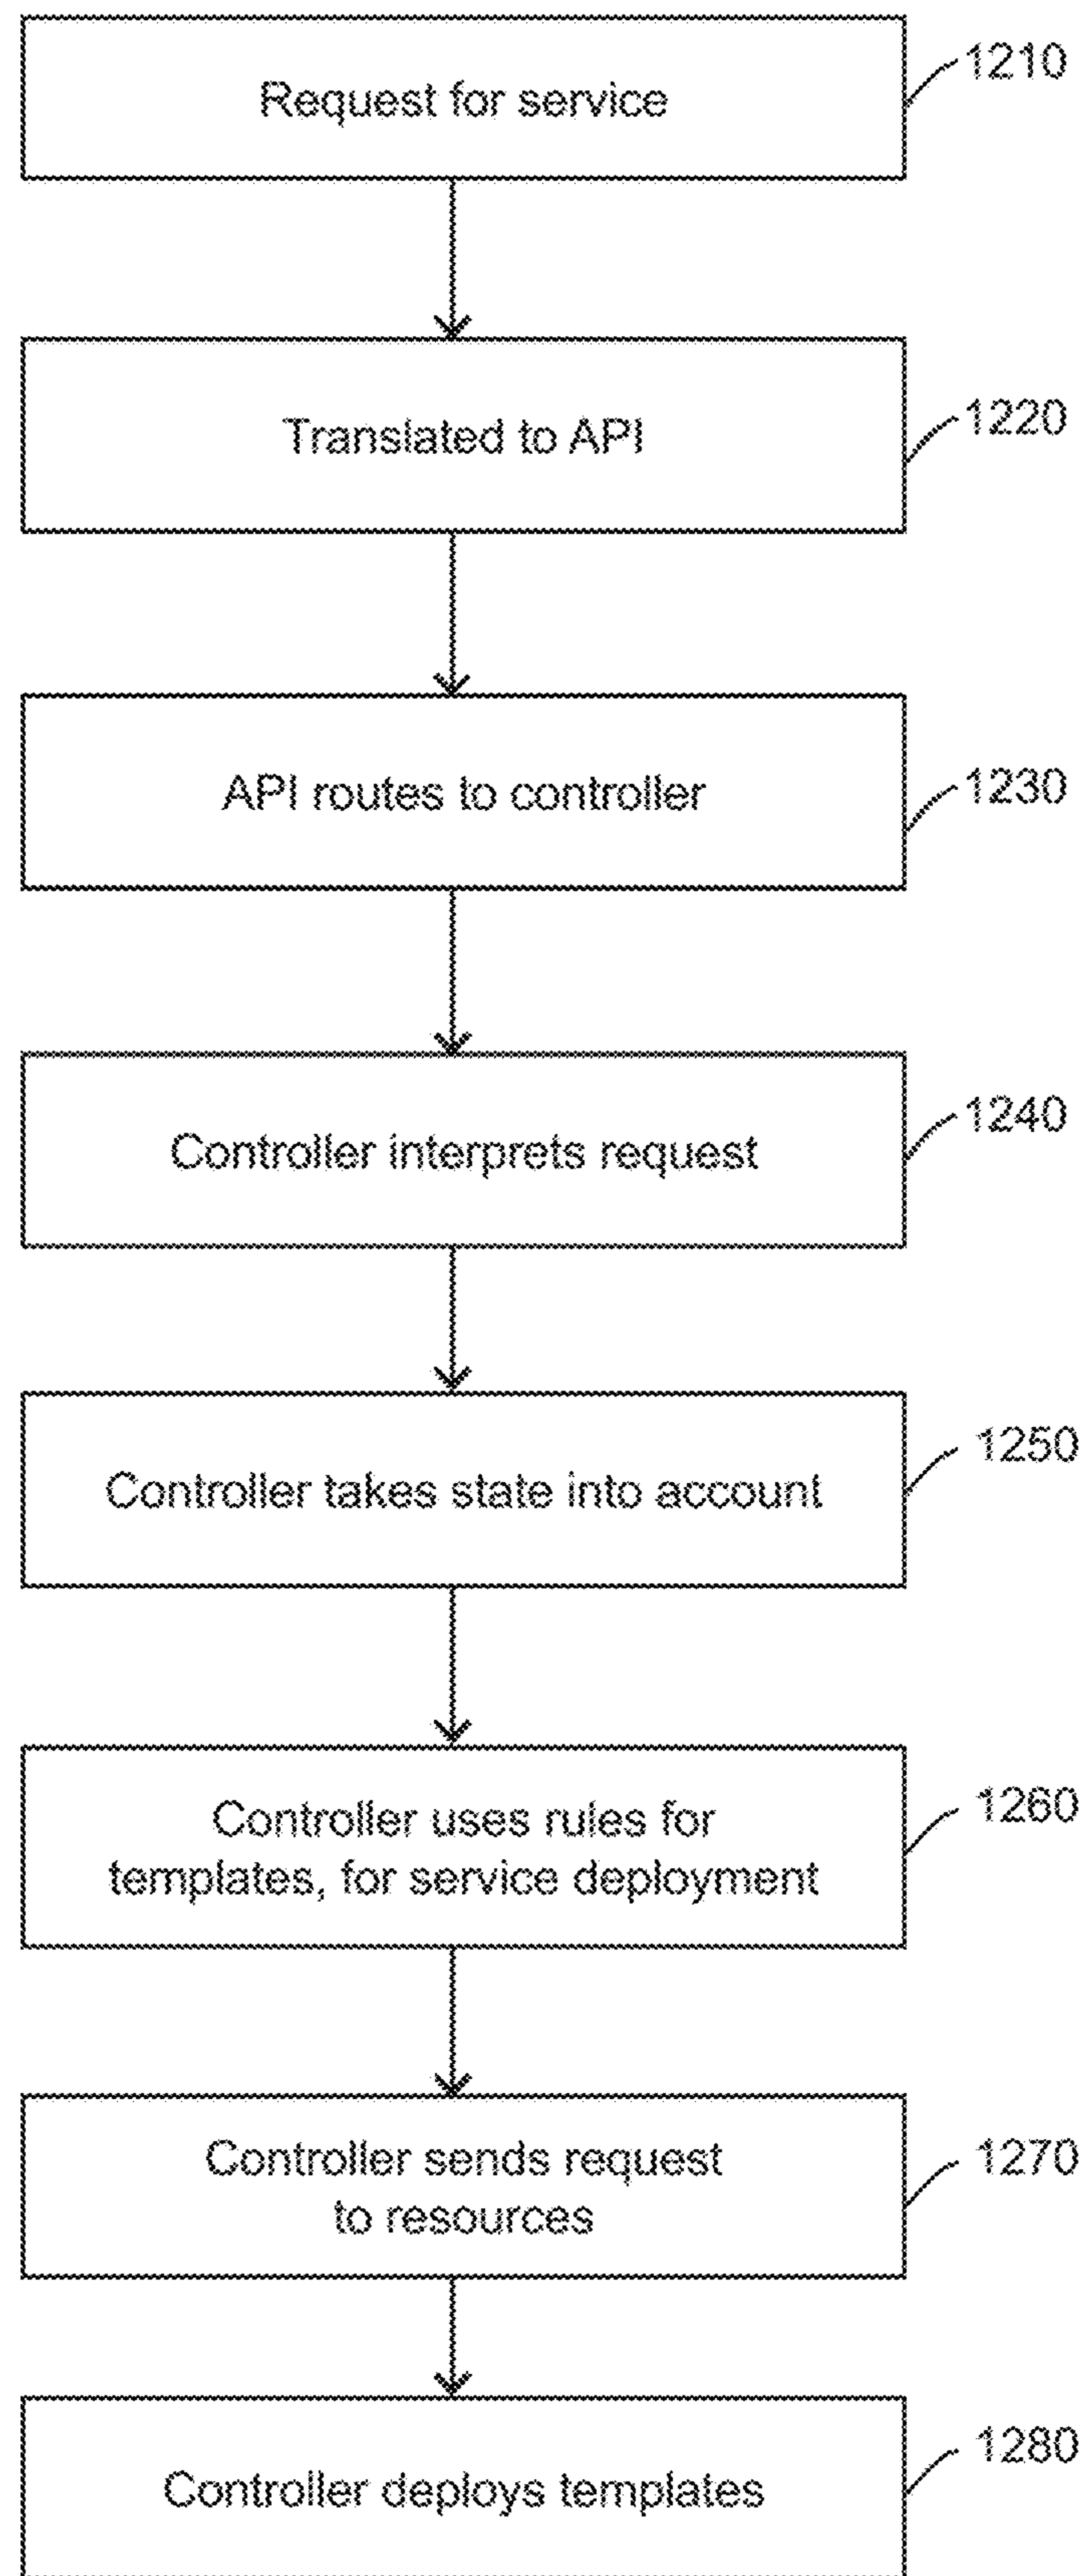 Request for service
1210
Translated to API
1220
API routes to controller
1230
Controller interprets request
1240
Controller takes state into account
1250
Controller uses rules for
templates, for service deployment
1260
Controller sends request
to resources
1270
Controller deploys templates
1280